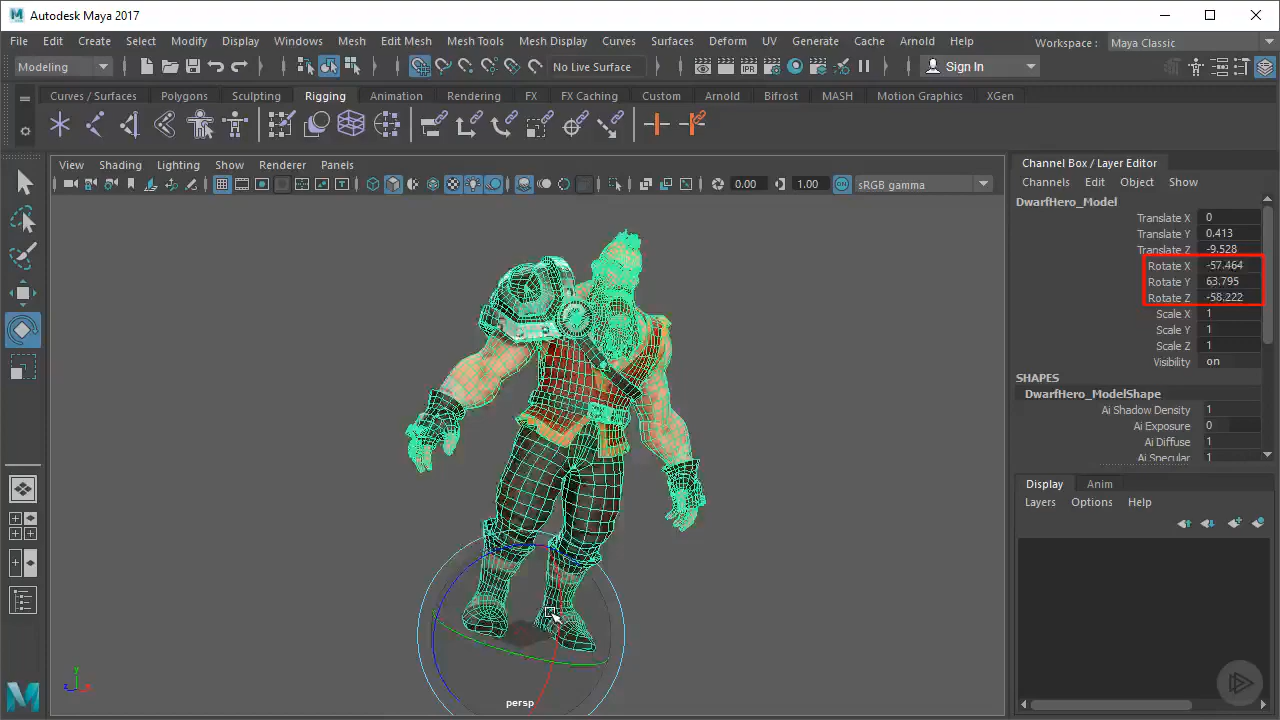 Autodesk Maya 2017
File Edit Create Select Modify Display Windows Mesh Edit Mesh Mesh Tools Mesh Display Curves Surfaces Deform UV Generate Cache Arnold Help Workspace : Maya Classic
Modeling No Live Surface Sign In
Curves / Surfaces Polygons Sculpting Rigging Animation Rendering FX FX Caching Custom Arnold Bifrost MASH Motion Graphics XGen
View Shading Lighting Show Renderer Panels
0.00 1.00 ON sRGB gamma
Channel Box / Layer Editor
Channels Edit Object Show
DwarfHero_Model
Translate X 0
Translate Y 0.413
Translate Z -9.528
Rotate X -57.464
Rotate Y 63.795
Rotate Z -58.222
Scale X 1
Scale Y 1
Scale Z 1
Visibility on
SHAPES
DwarfHero_ModelShape
Ai Shadow Density 1
Ai Exposure 0
Ai Diffuse 1
Ai Specular 1
Display Anim
Layers Options Help
y
z x
persp